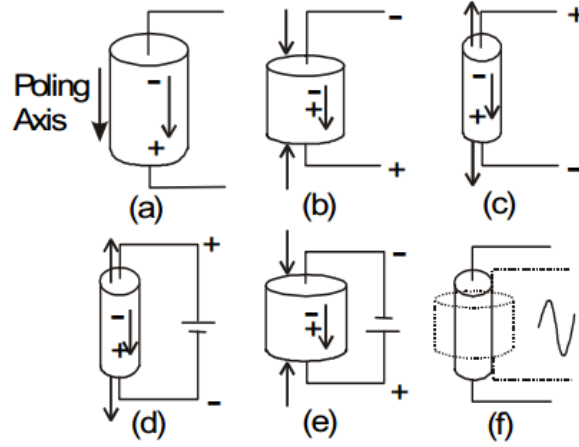 - - +
Poling
Axis
- - -
+ + +
+ -
(a) (b) (c)
+ -
- -
+ +
- +
(d) (e) (f)